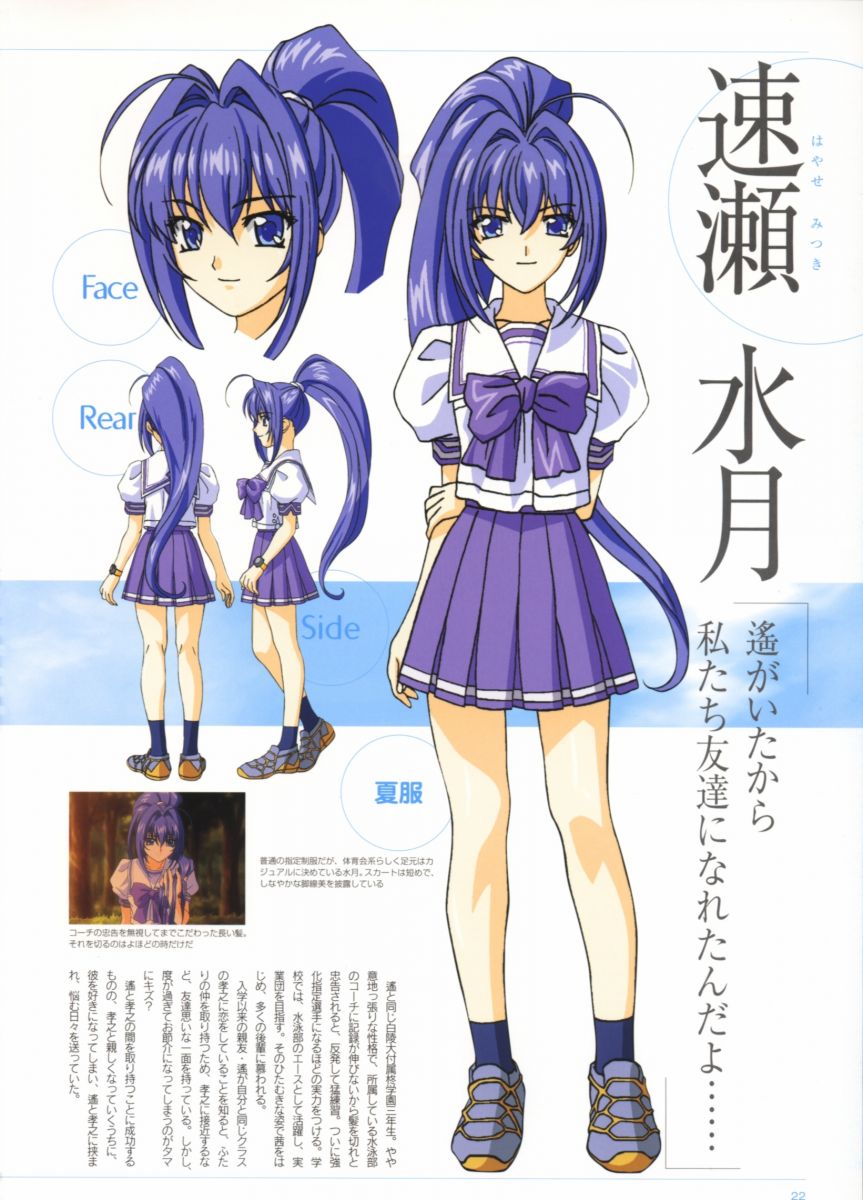 速瀬 水月
はやせ みつき
「遙がいたから
私たち友達になれたんだよ……」
Face
Rear
Side
夏服
普通の指定制服だが、体育会系らしく足元はカ
ジュアルに決めている水月。スカートは短めで、
しなやかな脚線美を披露している
コーチの忠告を無視してまでこだわった長い髪。
それを切るのはよほどの時だけだ
遙と同じ白陵大付属柊学園三年生。やや
意地っ張りな性格で、所属している水泳部
のコーチに記録が伸びないから髪を切れと
忠告されると、反発して猛練習。ついに強
化指定選手になるほどの実力をつける。学
校では、水泳部のエースとして活躍し、実
業団を目指す。そのひたむきな姿で茜をは
じめ、多くの後輩に慕われる。
入学以来の親友・遙が自分と同じクラス
の孝之に恋をしていることを知ると、ふた
りの仲を取り持つため、孝之に接近するな
ど、友達思いな一面を持っている。しかし、
度が過ぎてお節介になってしまうのがタマ
にキズ？
遙と孝之の間を取り持つことに成功する
ものの、孝之と親しくなっていくうちに、
彼を好きになってしまい、遙と孝之に挟ま
れ、悩む日々を送っていた。
22